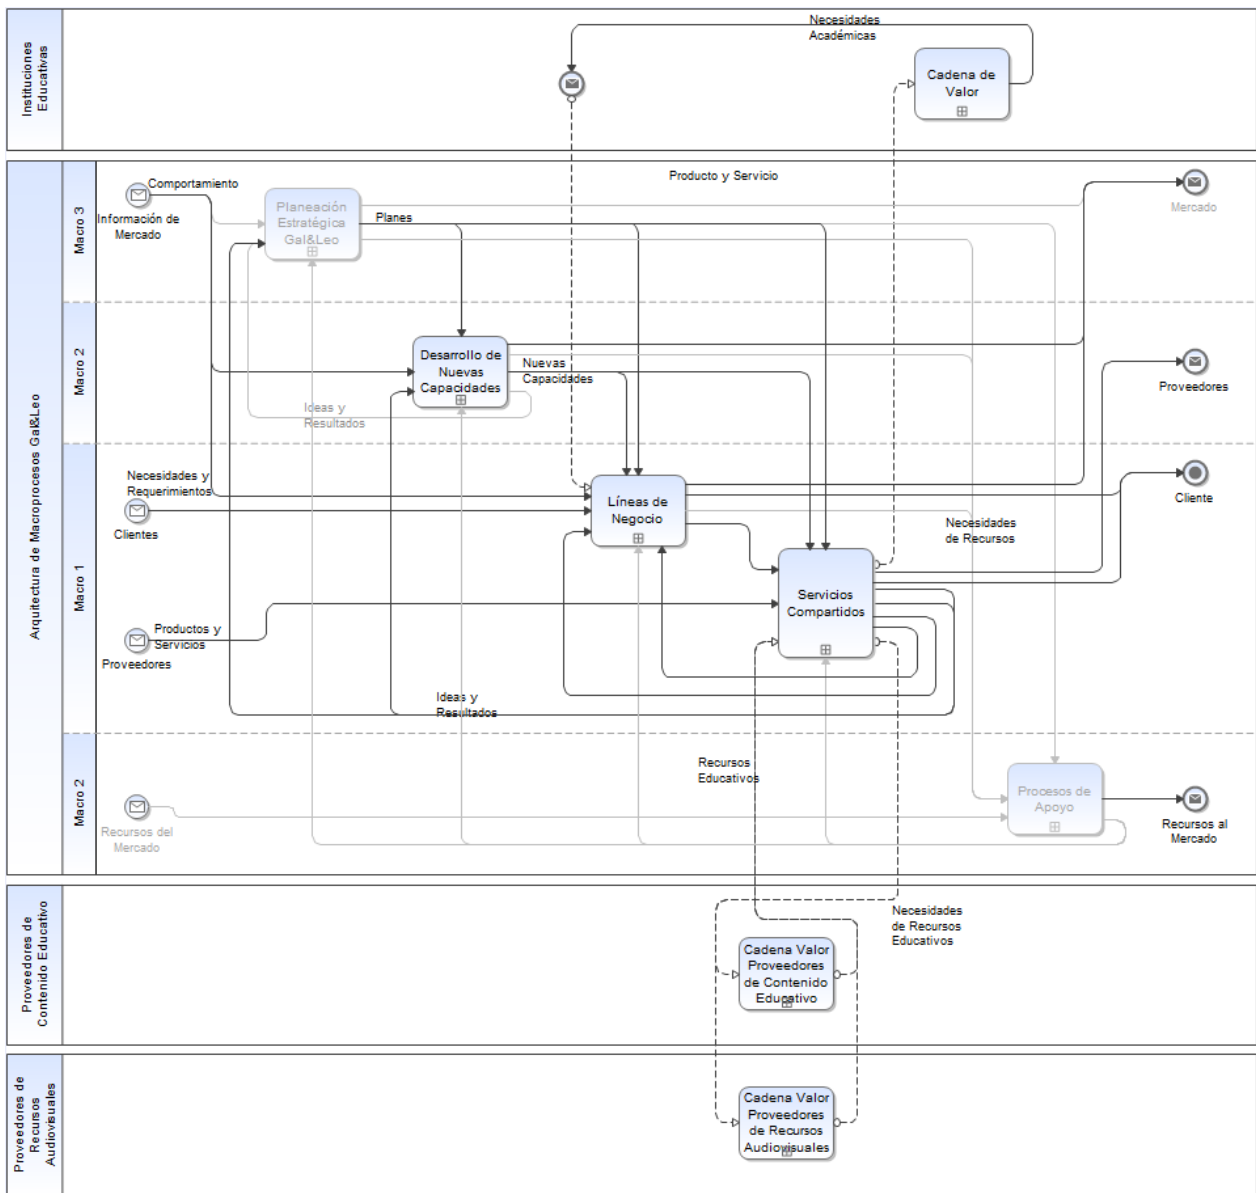 Instituciones
Educativas
Necesidades
Académicas
Cadena de
Valor
Arquitectura de Macroprocesos Gal&Leo
Macro 3
Comportamiento
Información de
Mercado
Planeación
Estratégica
Gal&Leo
Planes
Producto y Servicio
Mercado
Macro 2
Desarrollo de
Nuevas
Capacidades
Nuevas
Capacidades
Ideas y
Resultados
Proveedores
Macro 1
Necesidades y
Requerimientos
Clientes
Líneas de
Negocio
Necesidades
de Recursos
Cliente
Servicios
Compartidos
Productos y
Servicios
Proveedores
Ideas y
Resultados
Macro 2
Recursos
Educativos
Recursos del
Mercado
Procesos de
Apoyo
Recursos al
Mercado
Proveedores de
Contenido Educativo
Necesidades
de Recursos
Educativos
Cadena Valor
Proveedores
de Contenido
Educativo
Proveedores de
Recursos
Audiovisuales
Cadena Valor
Proveedores
de Recursos
Audiovisuales